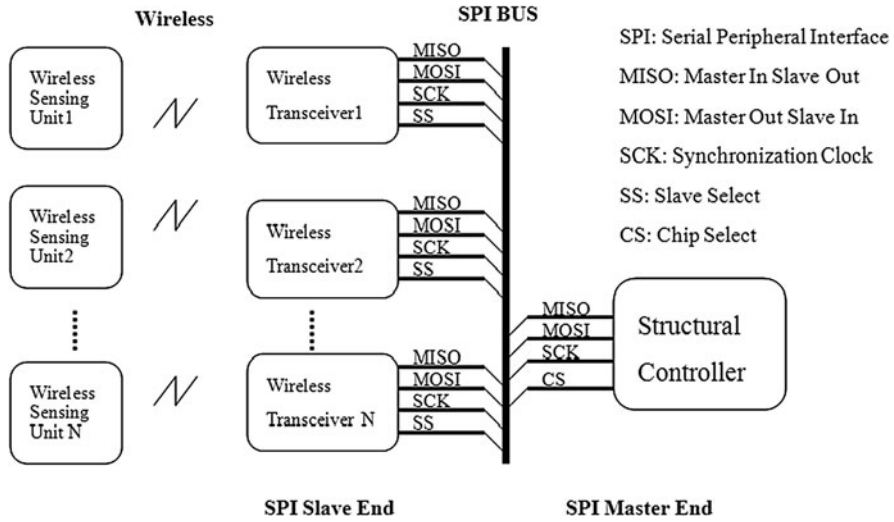 Wireless
SPI BUS
Wireless
Sensing
Unit1
Wireless
Transceiver1
MISO
MOSI
SCK
SS
Wireless
Sensing
Unit2
Wireless
Transceiver2
MISO
MOSI
SCK
SS
Wireless
Sensing
Unit N
Wireless
Transceiver N
MISO
MOSI
SCK
SS
SPI: Serial Peripheral Interface
MISO: Master In Slave Out
MOSI: Master Out Slave In
SCK: Synchronization Clock
SS: Slave Select
CS: Chip Select
MISO
MOSI
SCK
CS
Structural
Controller
SPI Slave End
SPI Master End